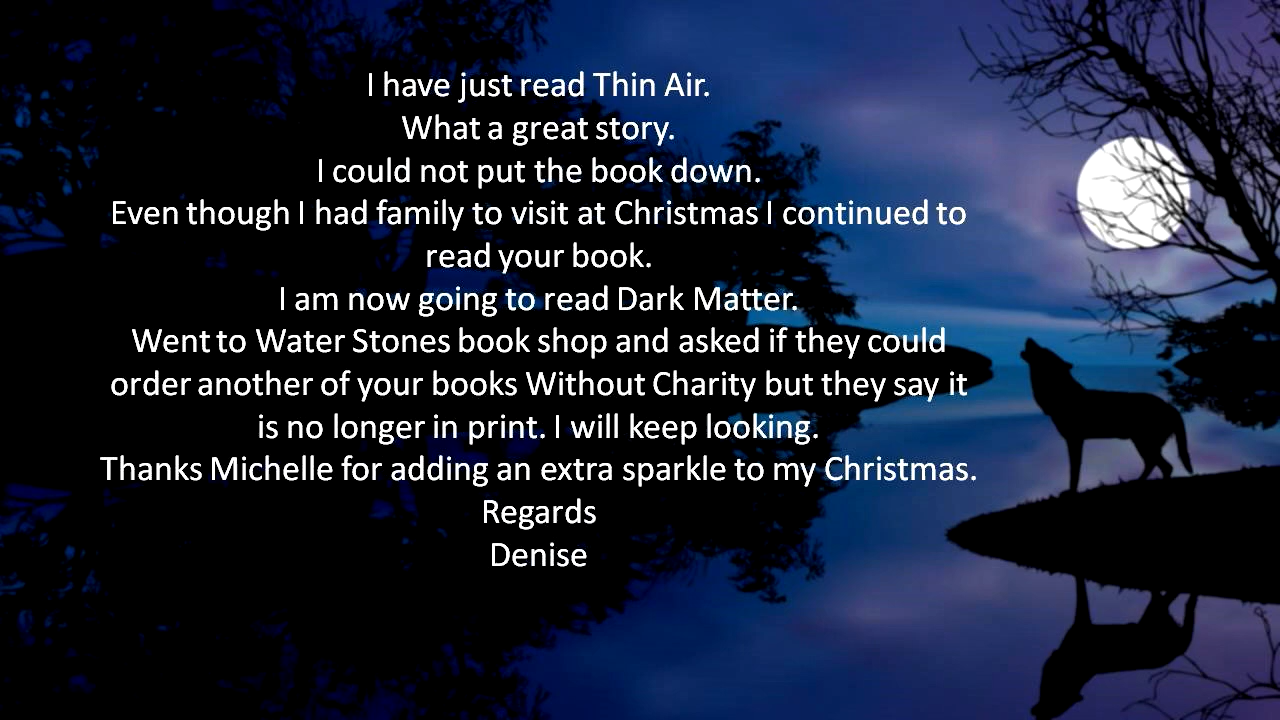 I have just read Thin Air.
What a great story.
I could not put the book down.
Even though I had family to visit at Christmas I continued to
read your book.
I am now going to read Dark Matter.
Went to Water Stones book shop and asked if they could
order another of your books Without Charity but they say it
is no longer in print. I will keep looking.
Thanks Michelle for adding an extra sparkle to my Christmas.
Regards
Denise